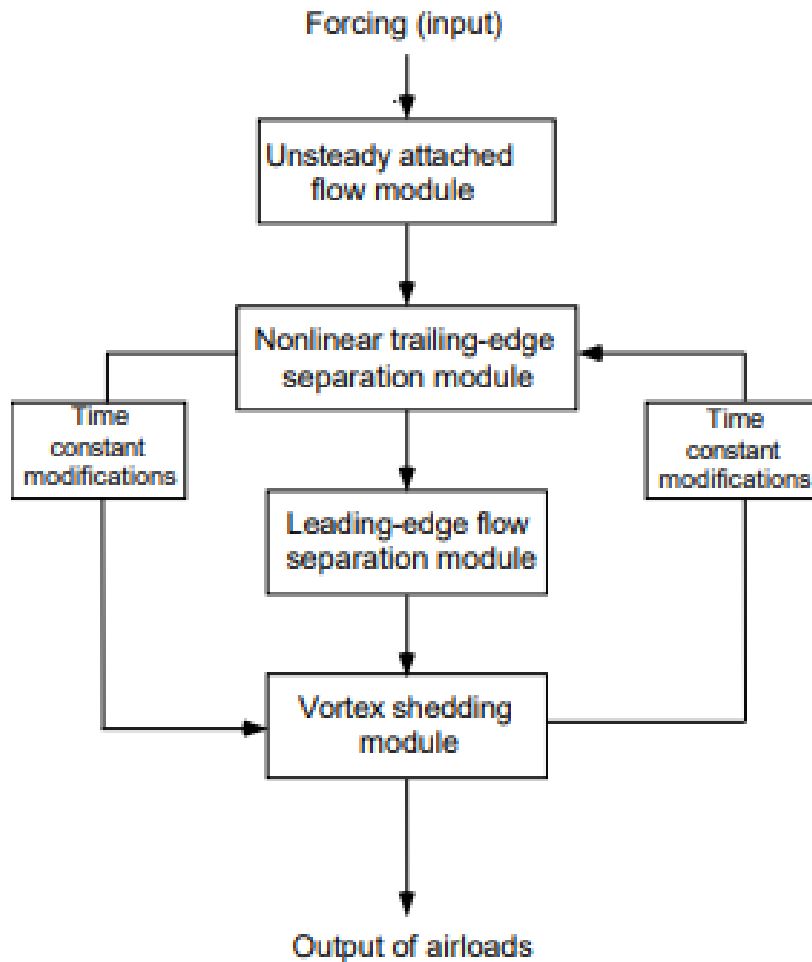 Forcing (input)
Unsteady attached
flow module
Nonlinear trailing-edge
separation module
Time
constant
modifications
Time
constant
modifications
Leading-edge flow
separation module
Vortex shedding
module
Output of airloads